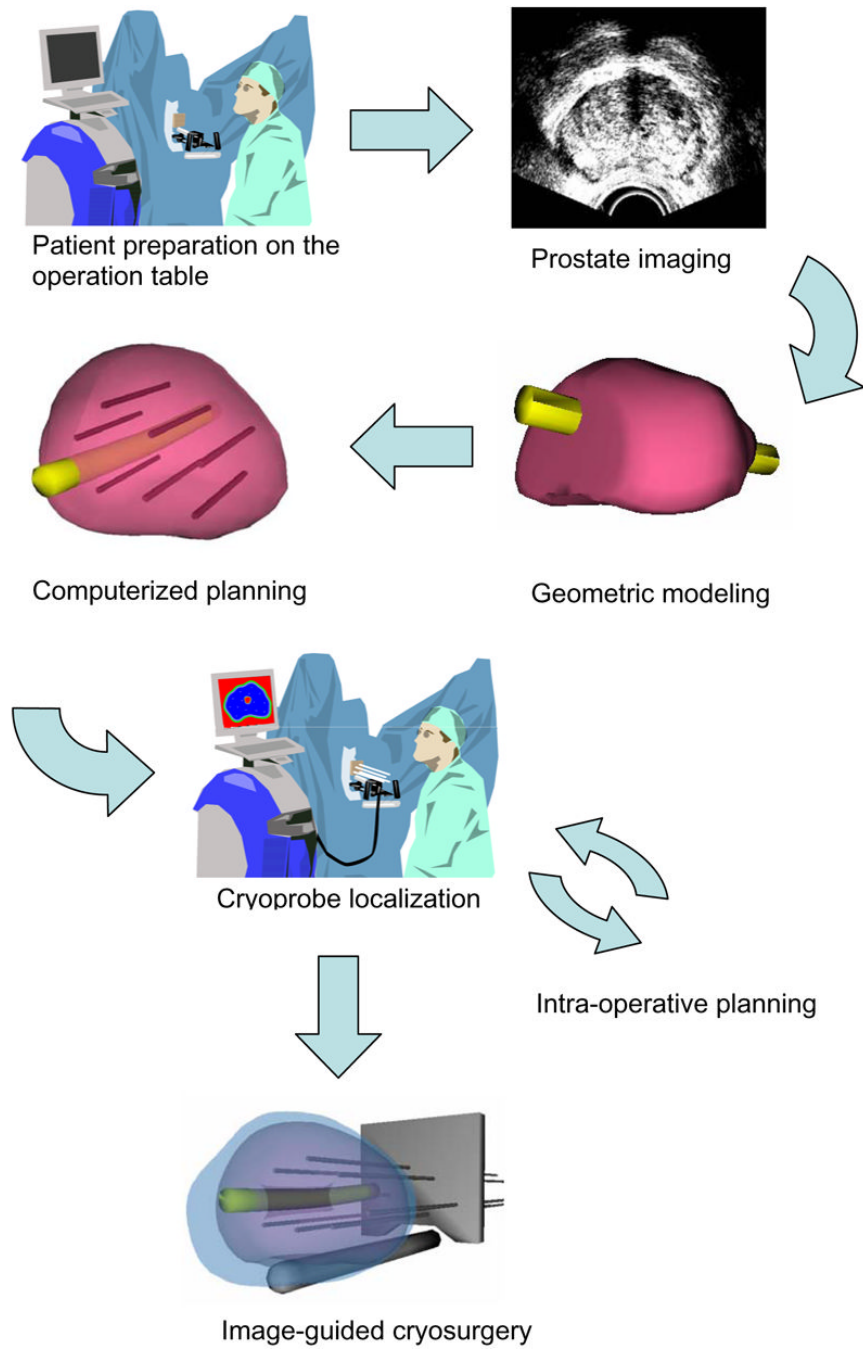 Patient preparation on the
operation table
Prostate imaging
Computerized planning
Geometric modeling
Cryoprobe localization
Intra-operative planning
Image-guided cryosurgery